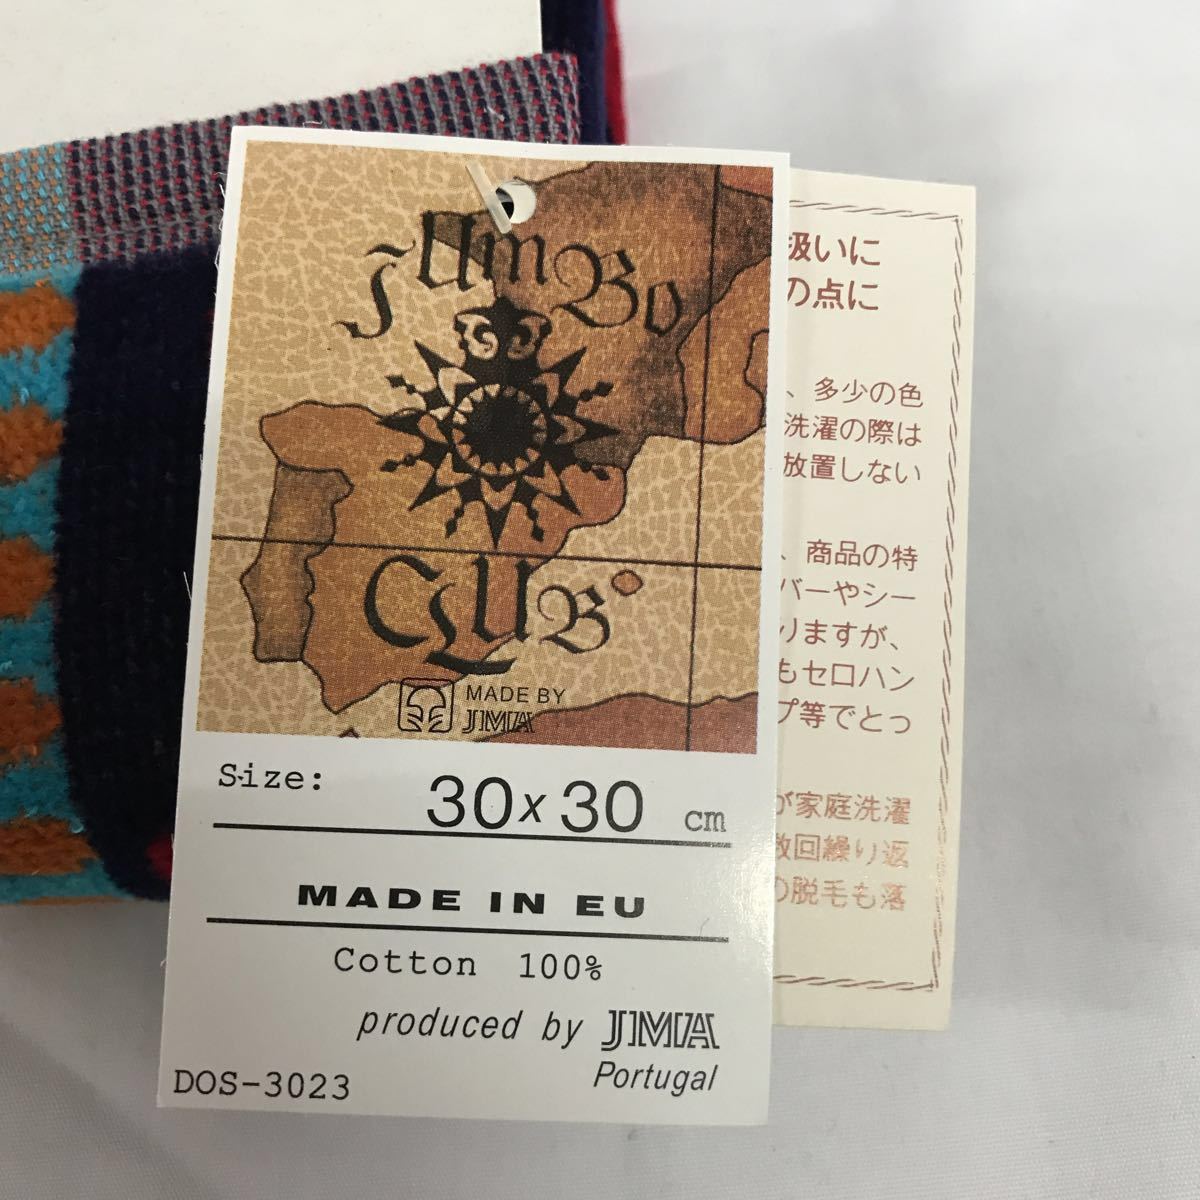 JUmBo
CLUB
MADE BY
JMA
Size: 30 x 30 cm
MADE IN EU
Cotton 100%
produced by JMA
Portugal
DOS-3023
扱いに
の点に
、多少の色
洗濯の際は
放置しない
、商品の特
バーやシー
りますが、
もセロハン
プ等でとっ
が家庭洗濯
数回繰り返
の脱毛も落